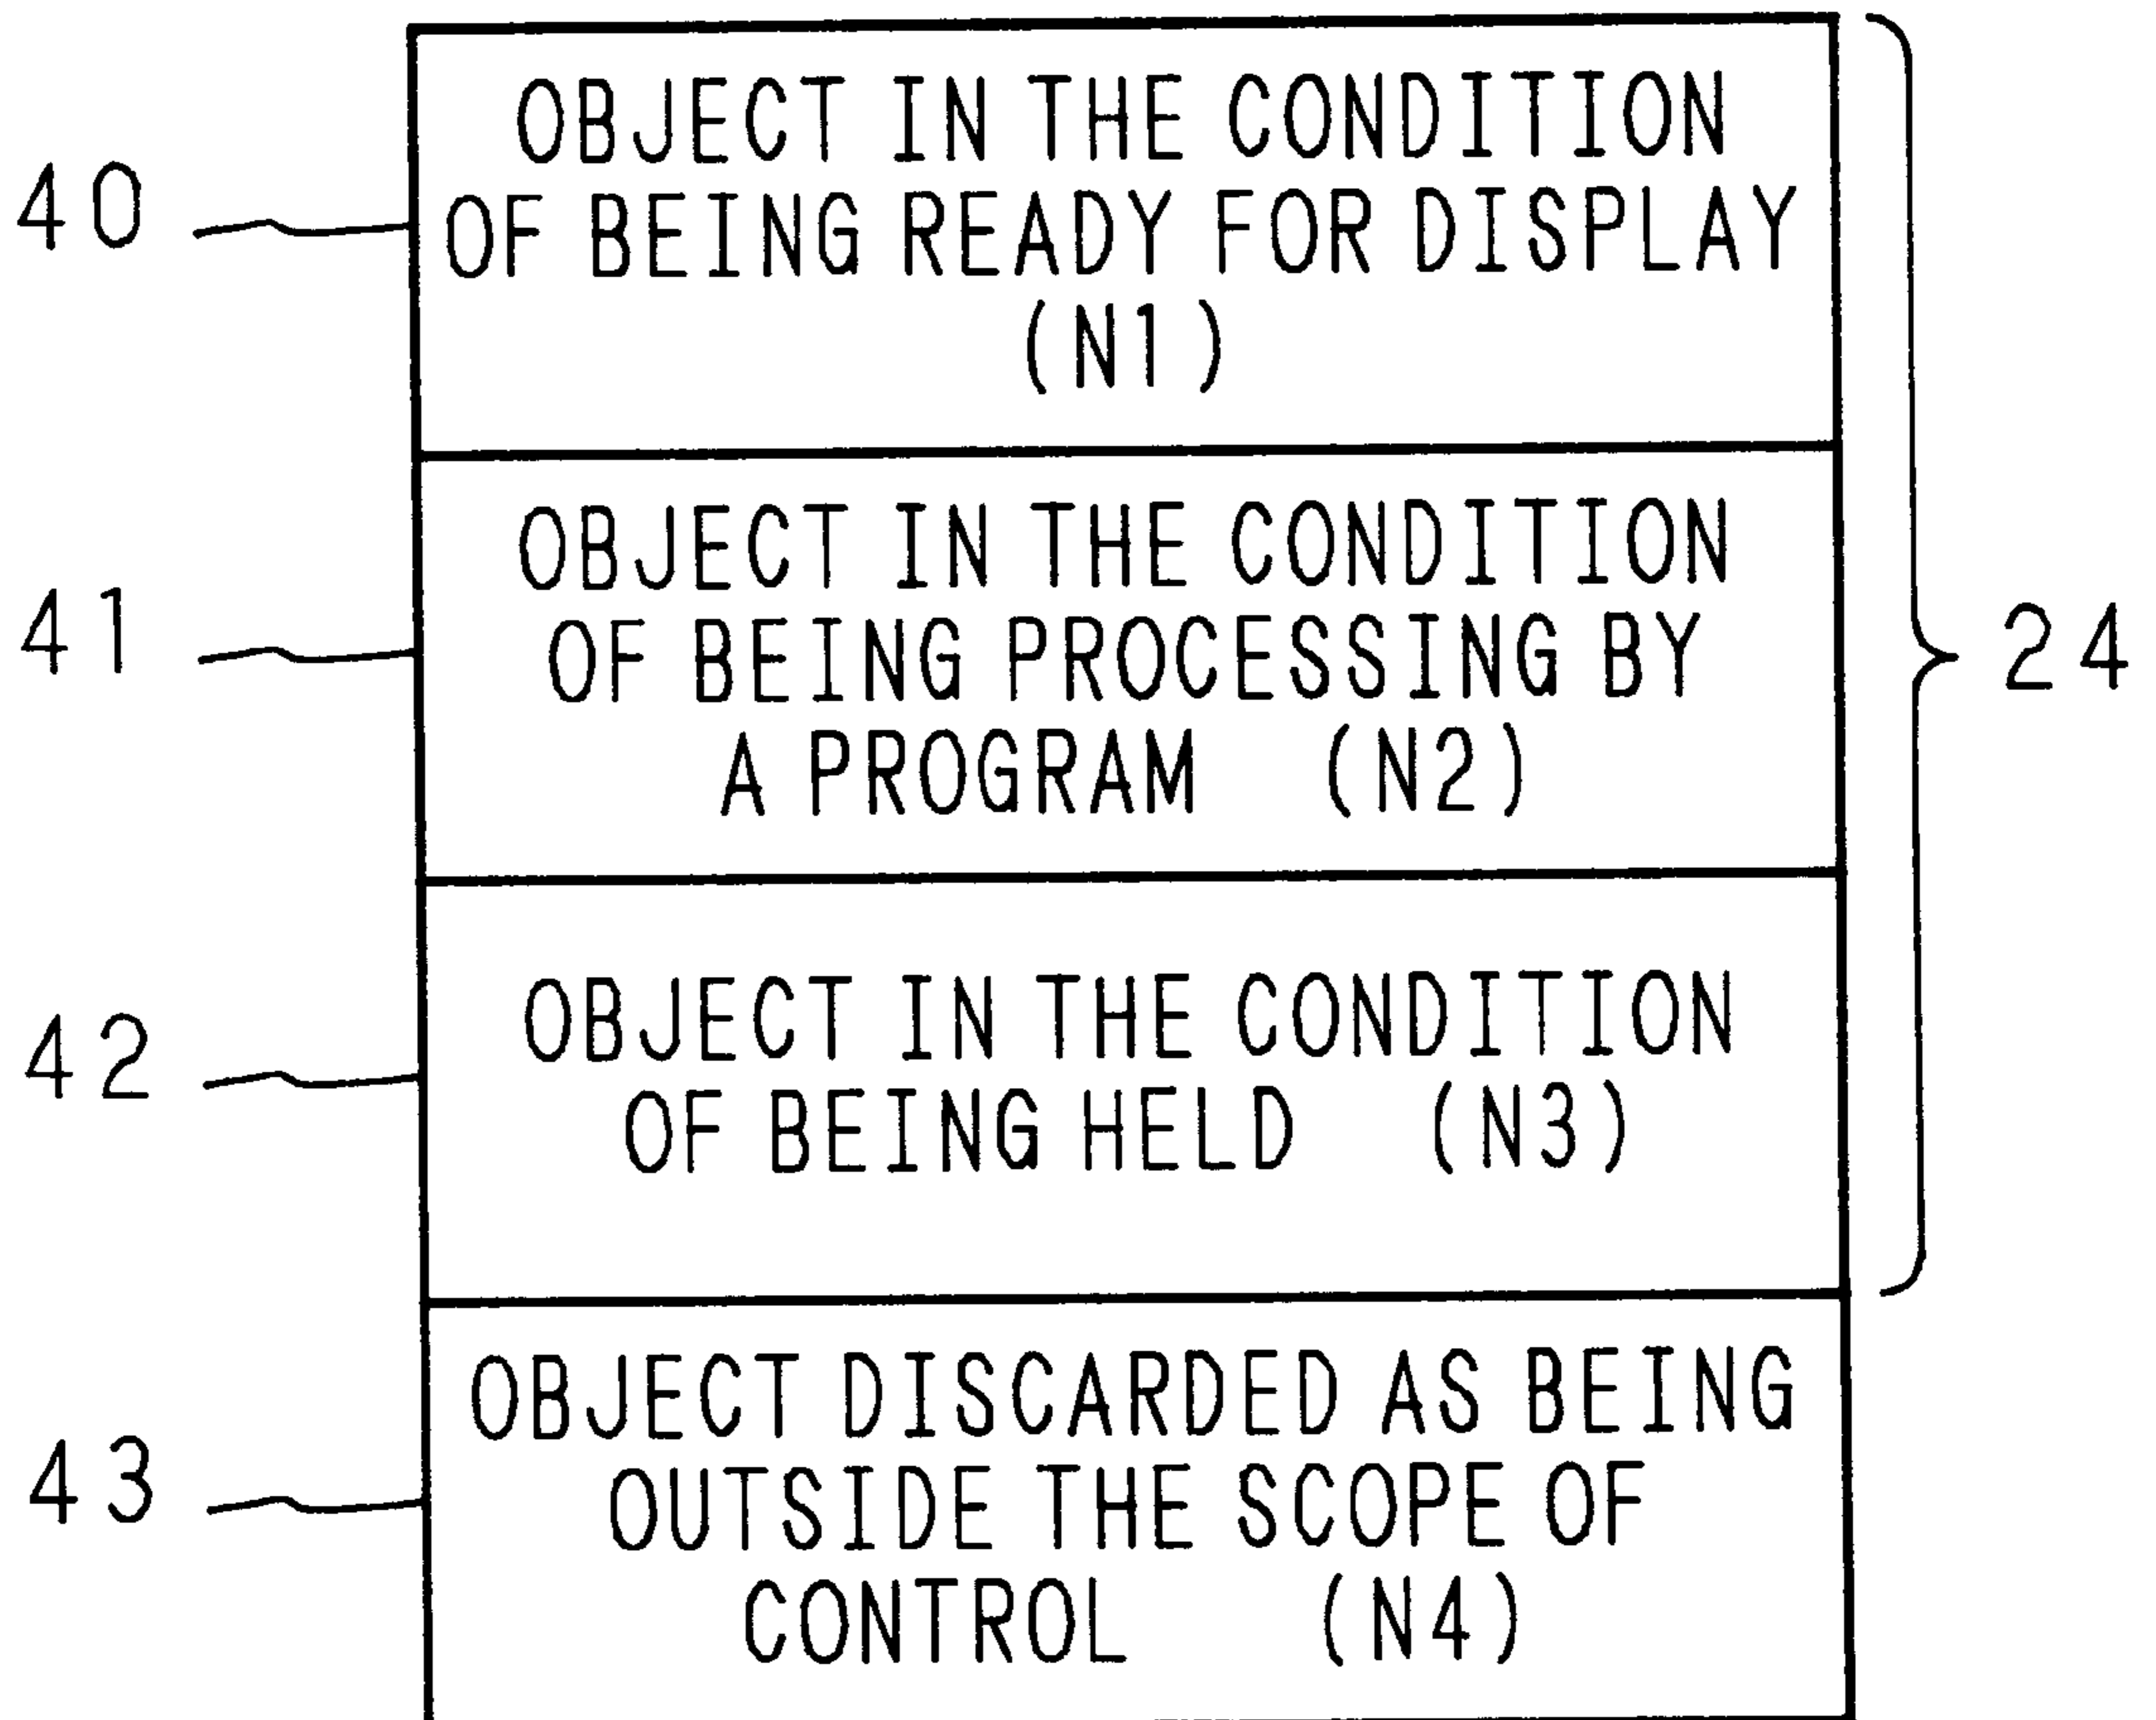 OBJECT IN THE CONDITION
OF BEING READY FOR DISPLAY
(N1)
40
OBJECT IN THE CONDITION
OF BEING PROCESSING BY
A PROGRAM (N2)
41
24
OBJECT IN THE CONDITION
OF BEING HELD (N3)
42
OBJECT DISCARDED AS BEING
OUTSIDE THE SCOPE OF
CONTROL (N4)
43